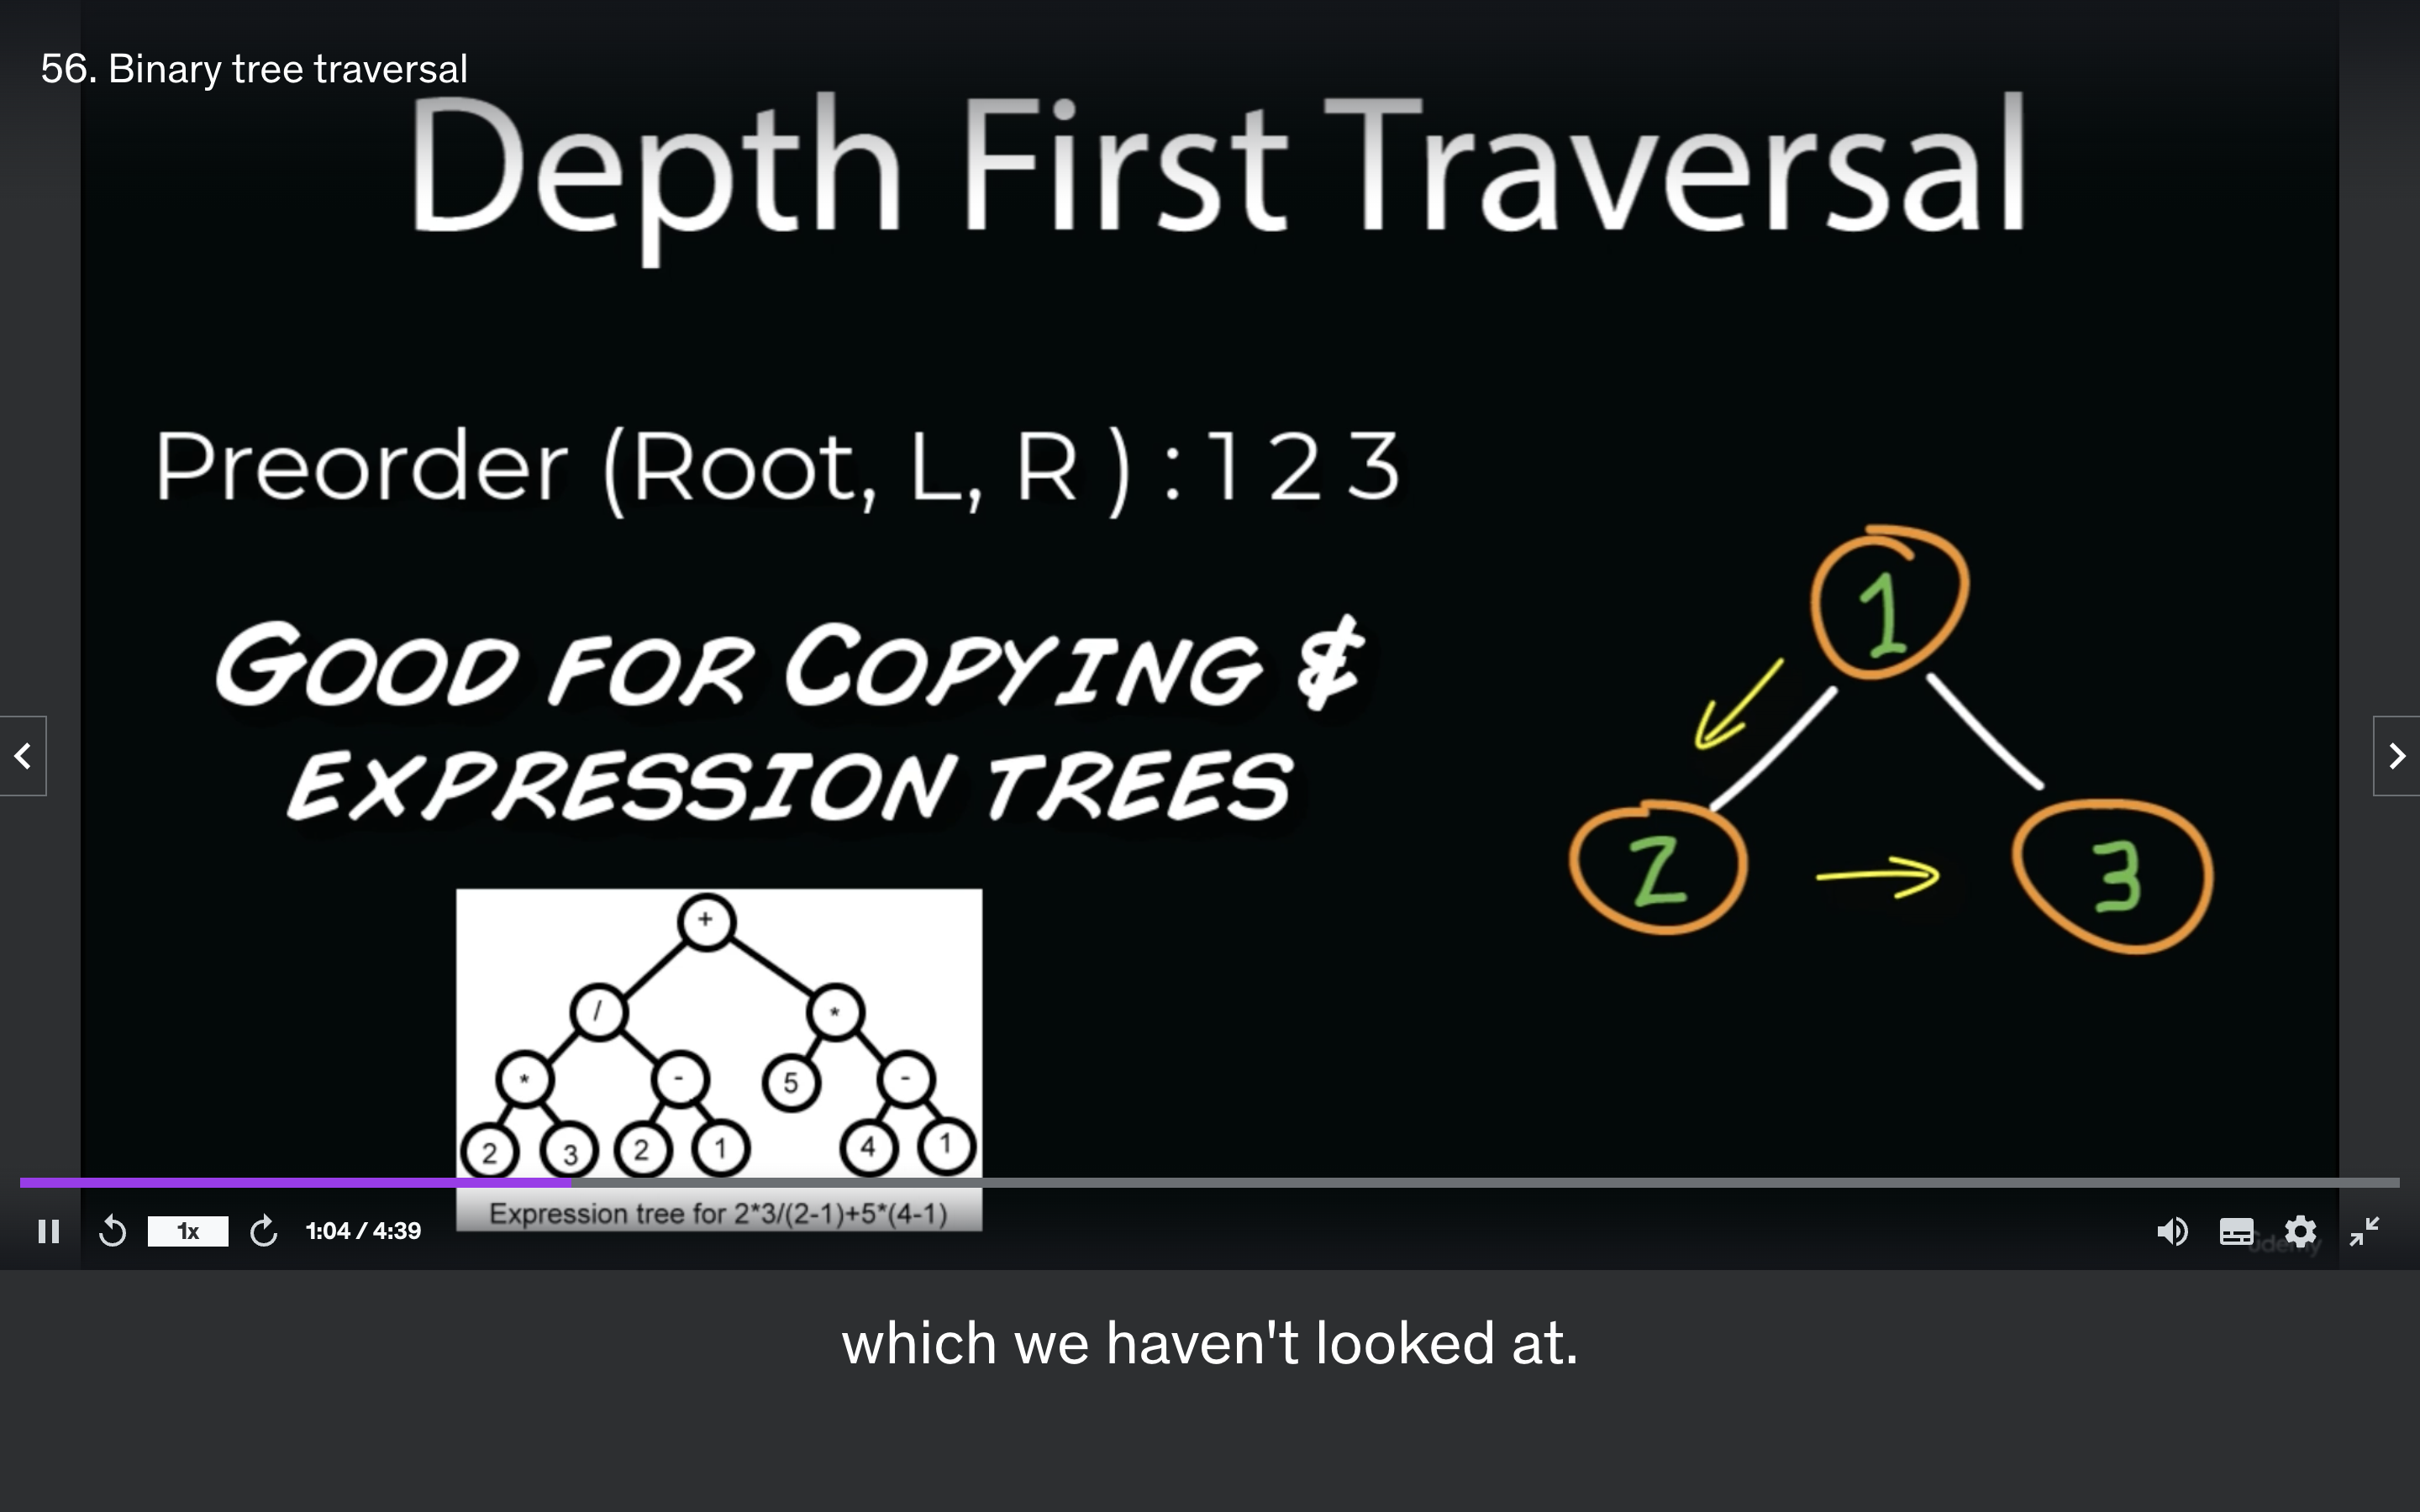 56. Binary tree traversal
Depth First Traversal
Preorder (Root, L, R ) : 1 2 3
GOOD FOR COPYING &
EXPRESSION TREES
1
2 3
+
/ *
* - 5 -
2 3 2 1 4 1
Expression tree for 2*3/(2-1)+5*(4-1)
1x 1:04 / 4:39
ûdemy
which we haven't looked at.